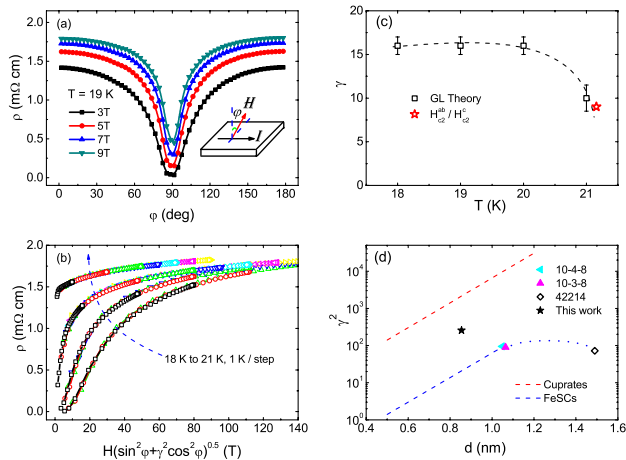 (a)
ρ (mΩ cm)
2.0
1.5
1.0
0.5
0.0
T = 19 K
3T
5T
7T
9T
φ
H
I
0 30 60 90 120 150 180
φ (deg)
(b)
ρ (mΩ cm)
2.0
1.5
1.0
0.5
0.0
18 K to 21 K, 1 K / step
0 20 40 60 80 100 120 140
H(sin²φ+γ²cos²φ)^0.5 (T)
(c)
γ
20
15
10
5
0
GL Theory
H_c2^ab / H_c2^c
18 19 20 21
T (K)
(d)
γ²
10⁴
10³
10²
10¹
10⁰
10-4-8
10-3-8
42214
This work
Cuprates
FeSCs
0.4 0.6 0.8 1.0 1.2 1.4 1.6
d (nm)